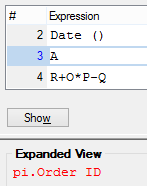 # Expression
2 Date ()
3 A
4 R+O*P-Q
Show
Expanded View
pi.Order ID